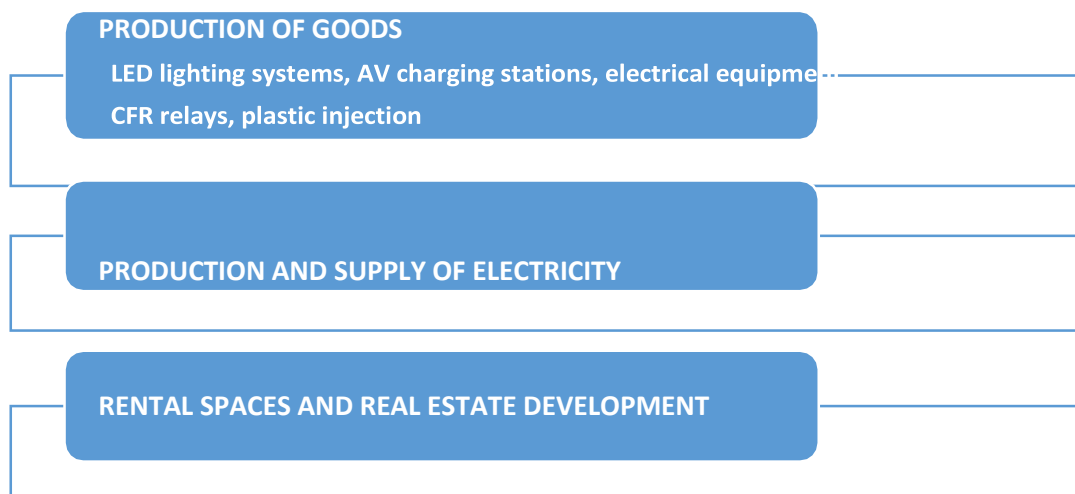 PRODUCTION OF GOODS
LED lighting systems, AV charging stations, electrical equipme
CFR relays, plastic injection
PRODUCTION AND SUPPLY OF ELECTRICITY
RENTAL SPACES AND REAL ESTATE DEVELOPMENT